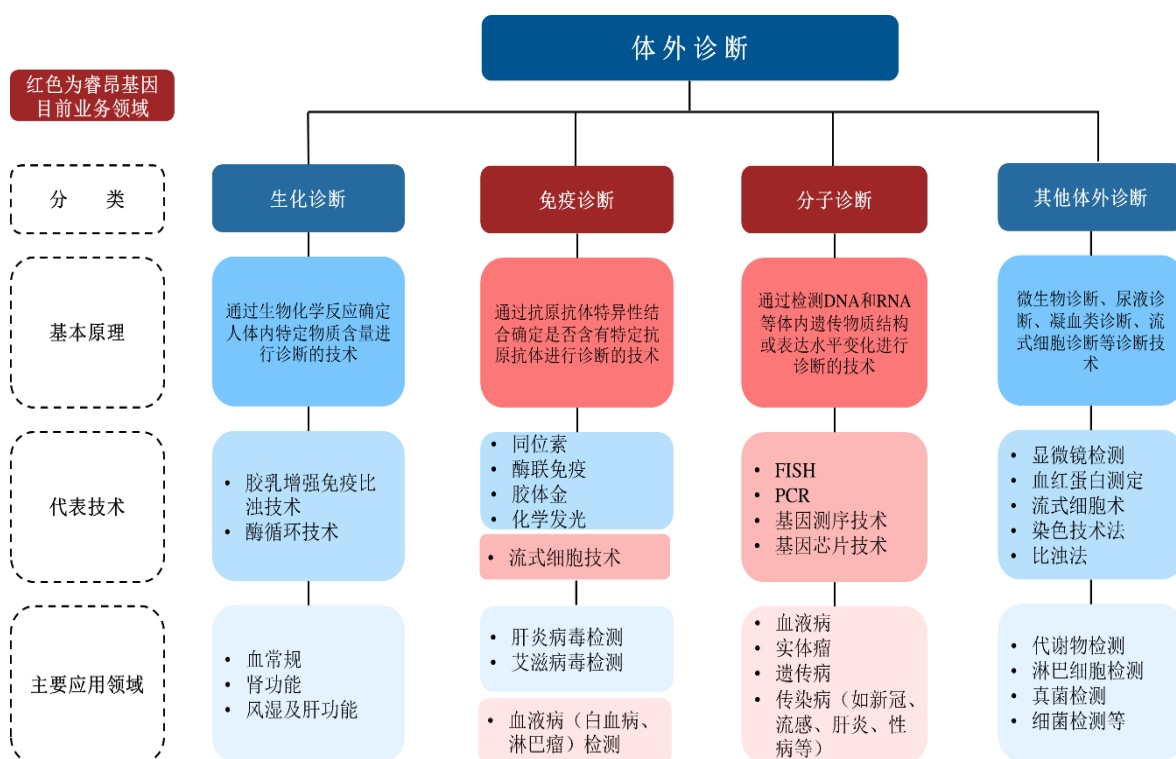 体外诊断
红色为睿昂基因
目前业务领域
分 类
生化诊断
免疫诊断
分子诊断
其他体外诊断
基本原理
通过生物化学反应确定
人体内特定物质含量进
行诊断的技术
通过抗原抗体特异性结
合确定是否含有特定抗
原抗体进行诊断的技术
通过检测DNA和RNA
等体内遗传物质结构
或表达水平变化进行
诊断的技术
微生物诊断、尿液诊
断、凝血类诊断、流
式细胞诊断等诊断技
术
代表技术
• 胶乳增强免疫比
浊技术
• 酶循环技术
• 同位素
• 酶联免疫
• 胶体金
• 化学发光
• 流式细胞技术
• FISH
• PCR
• 基因测序技术
• 基因芯片技术
• 显微镜检测
• 血红蛋白测定
• 流式细胞术
• 染色技术法
• 比浊法
主要应用领域
• 血常规
• 肾功能
• 风湿及肝功能
• 肝炎病毒检测
• 艾滋病毒检测
• 血液病（白血病、
淋巴瘤）检测
• 血液病
• 实体瘤
• 遗传病
• 传染病（如新冠、
流感、肝炎、性
病等）
• 代谢物检测
• 淋巴细胞检测
• 真菌检测
• 细菌检测等